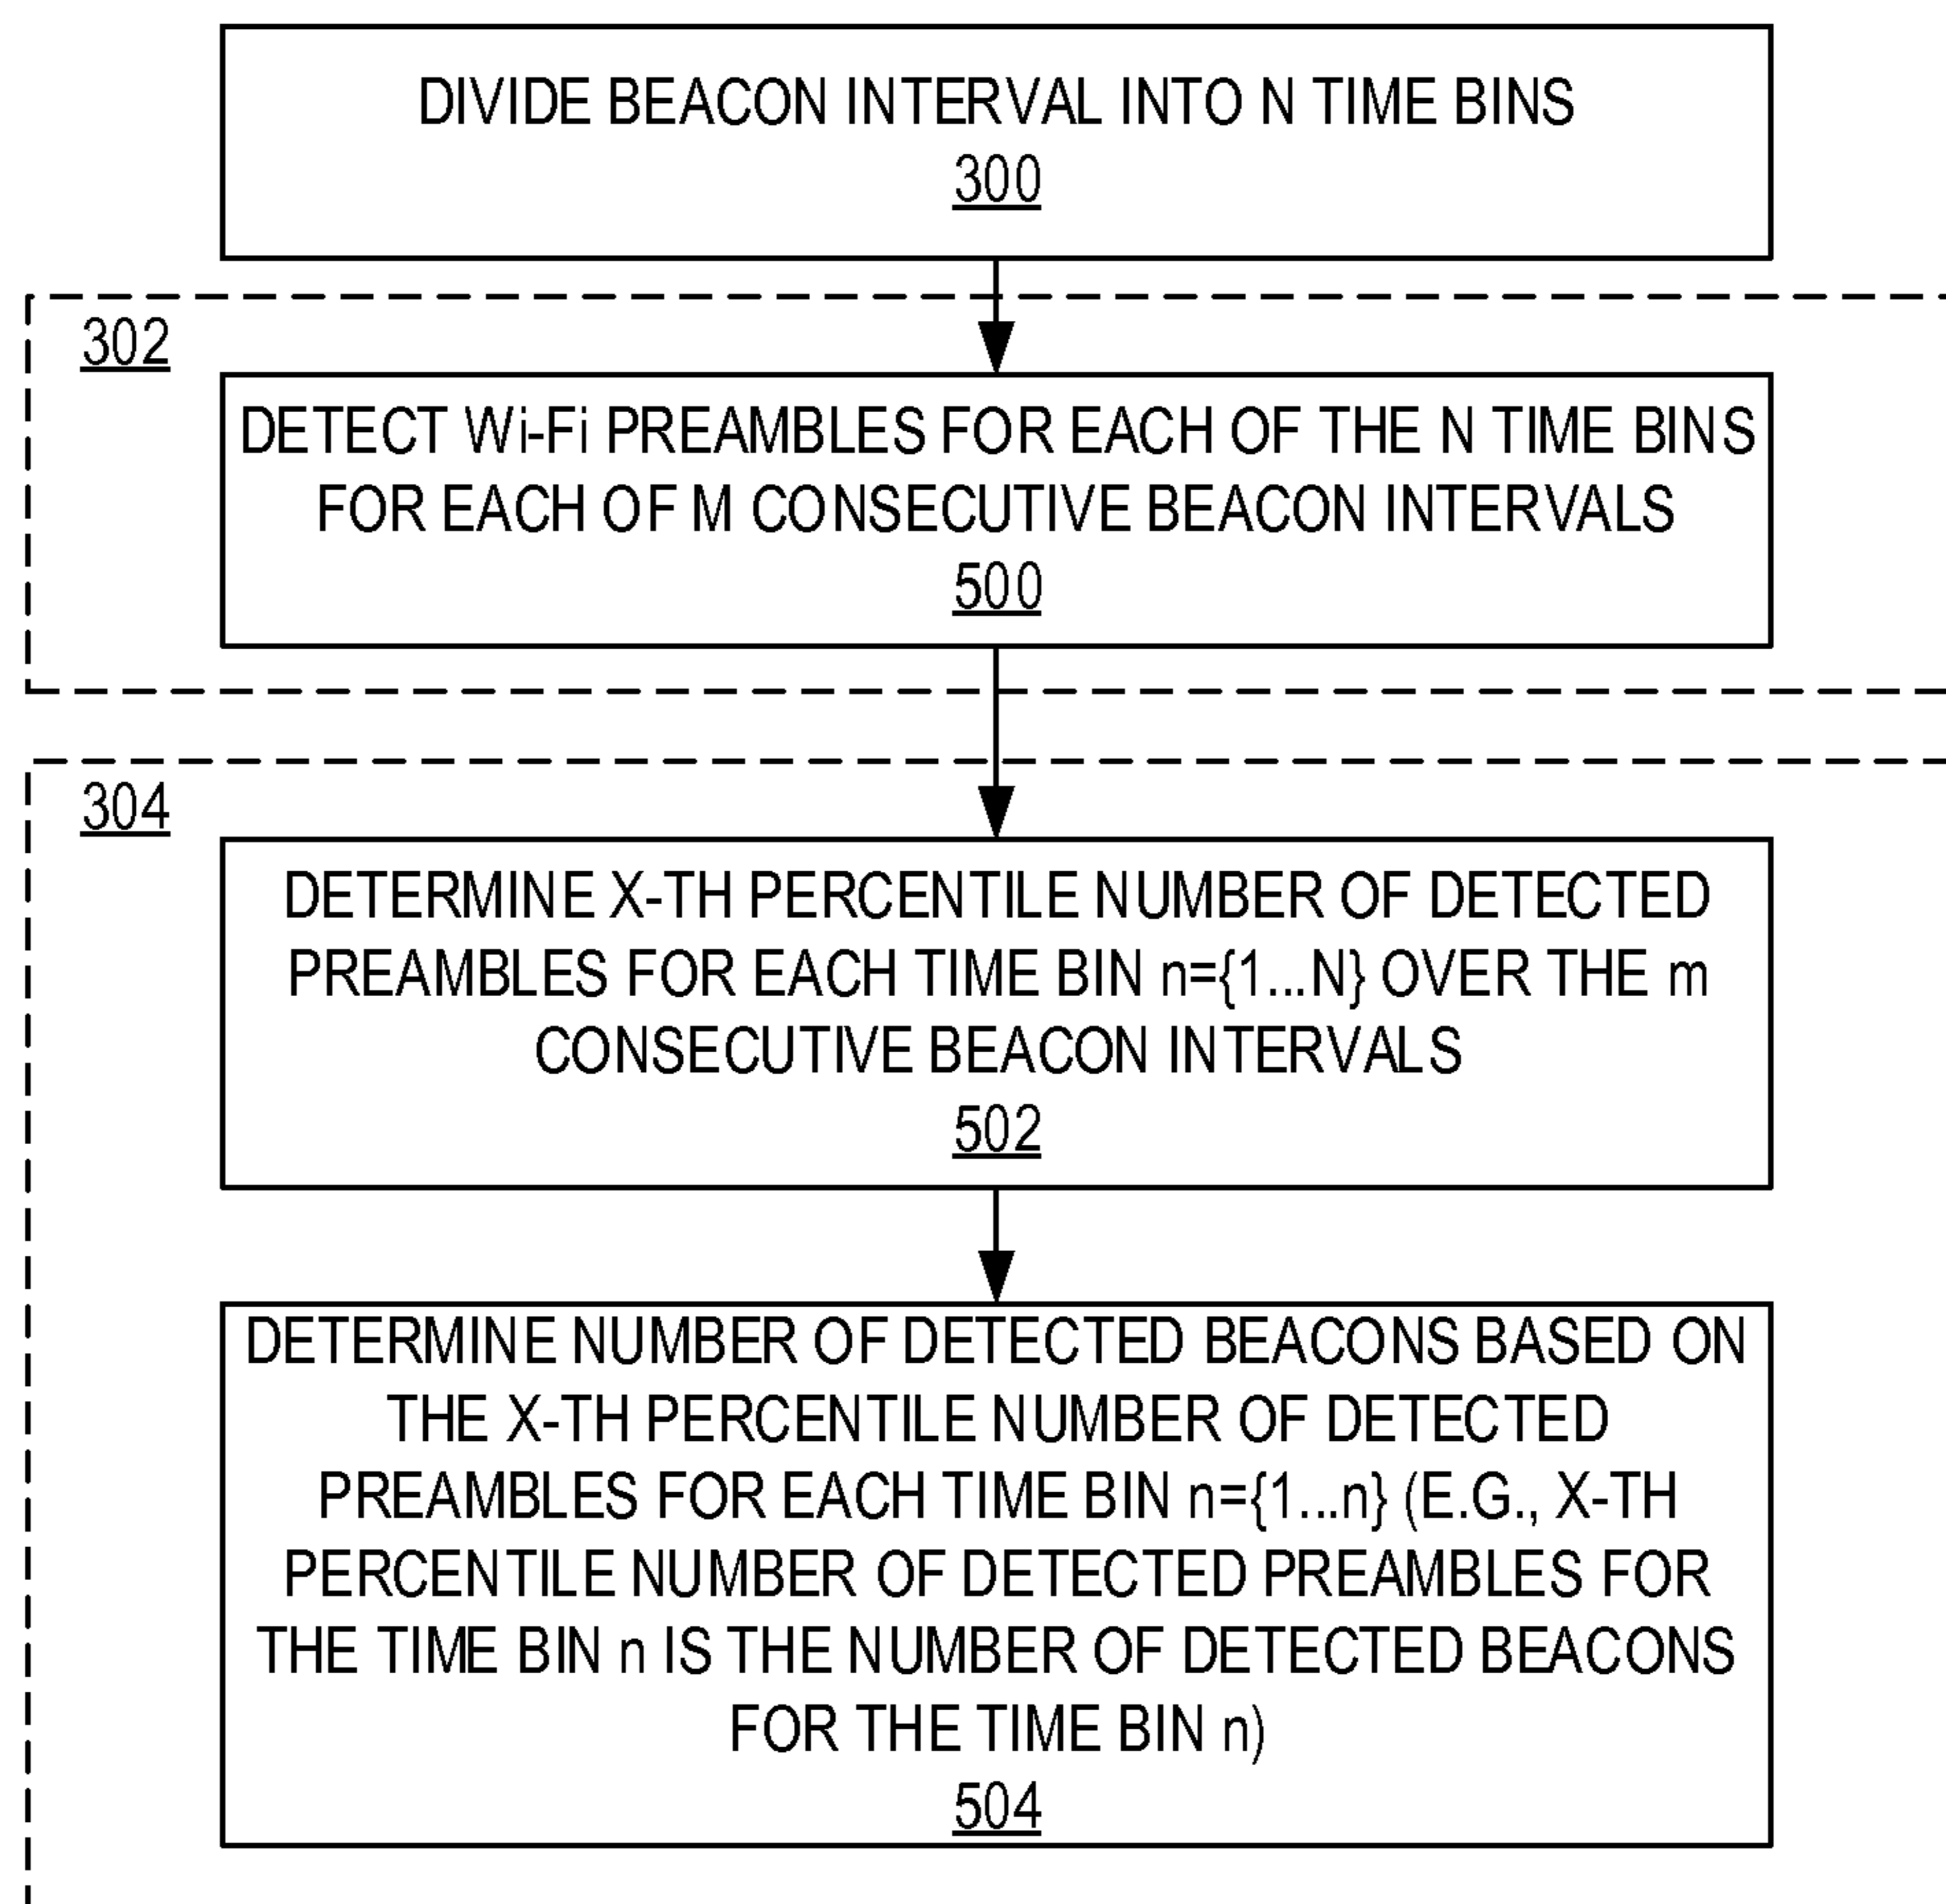 DIVIDE BEACON INTERVAL INTO N TIME BINS
300
302
DETECT Wi-Fi PREAMBLES FOR EACH OF THE N TIME BINS
FOR EACH OF M CONSECUTIVE BEACON INTERVALS
500
304
DETERMINE X-TH PERCENTILE NUMBER OF DETECTED
PREAMBLES FOR EACH TIME BIN n={1...N} OVER THE m
CONSECUTIVE BEACON INTERVALS
502
DETERMINE NUMBER OF DETECTED BEACONS BASED ON
THE X-TH PERCENTILE NUMBER OF DETECTED
PREAMBLES FOR EACH TIME BIN n={1...n} (E.G., X-TH
PERCENTILE NUMBER OF DETECTED PREAMBLES FOR
THE TIME BIN n IS THE NUMBER OF DETECTED BEACONS
FOR THE TIME BIN n)
504